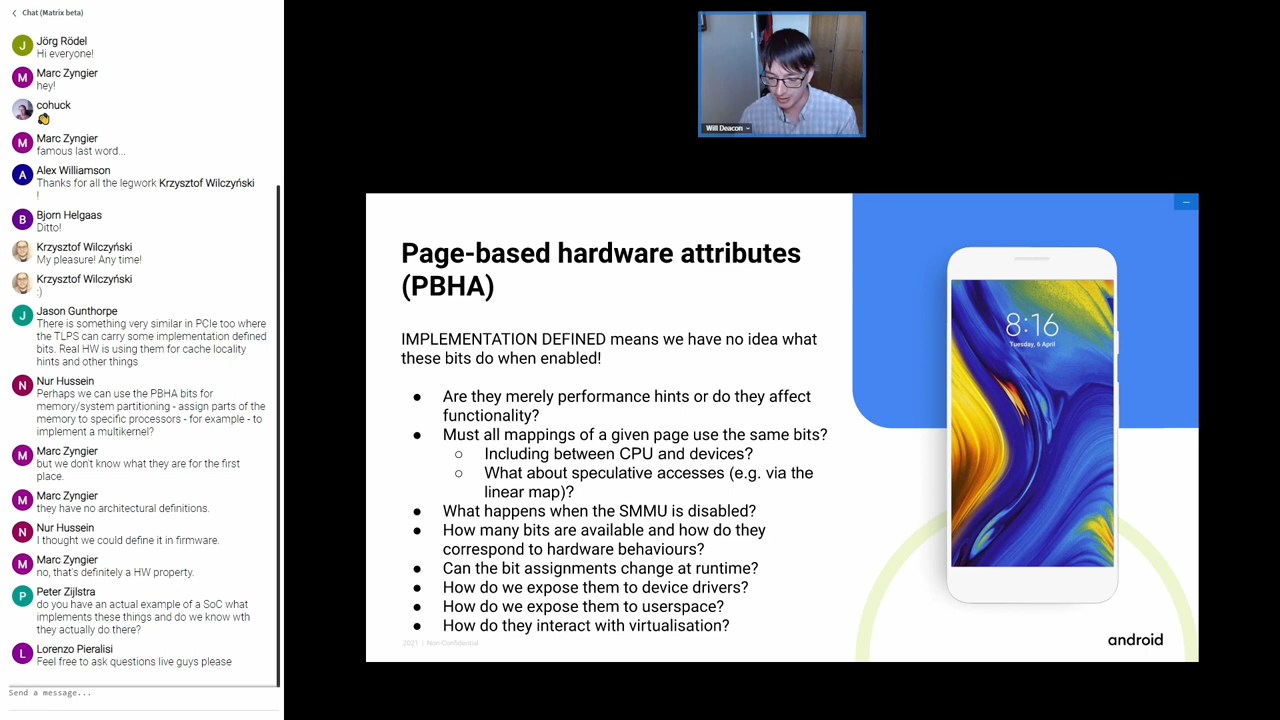 Chat (Matrix beta)
Jörg Rödel
Hi everyone!
Marc Zyngier
hey!
cohuck
Marc Zyngier
famous last word...
Alex Williamson
Thanks for all the legwork Krzysztof Wilczyński
!
Bjorn Helgaas
Ditto!
Krzysztof Wilczyński
My pleasure! Any time!
Krzysztof Wilczyński
:)
Jason Gunthorpe
There is something very similar in PCIe too where
the TLPS can carry some implementation defined
bits. Real HW is using them for cache locality
hints and other things
Nur Hussein
Perhaps we can use the PBHA bits for
memory/system partitioning - assign parts of the
memory to specific processors - for example - to
implement a multikernel?
Marc Zyngier
but we don't know what they are for the first
place.
Marc Zyngier
they have no architectural definitions.
Nur Hussein
I thought we could define it in firmware.
Marc Zyngier
no, that's definitely a HW property.
Peter Zijlstra
do you have an actual example of a SoC what
implements these things and do we know wth
they actually do there?
Lorenzo Pieralisi
Feel free to ask questions live guys please
Send a message...
Will Deacon
Page-based hardware attributes
(PBHA)
IMPLEMENTATION DEFINED means we have no idea what
these bits do when enabled!
● Are they merely performance hints or do they affect
functionality?
● Must all mappings of a given page use the same bits?
○ Including between CPU and devices?
○ What about speculative accesses (e.g. via the
linear map)?
● What happens when the SMMU is disabled?
● How many bits are available and how do they
correspond to hardware behaviours?
● Can the bit assignments change at runtime?
● How do we expose them to device drivers?
● How do we expose them to userspace?
● How do they interact with virtualisation?
2021 | Non-Confidential
8:16
Tuesday, 6 April
android